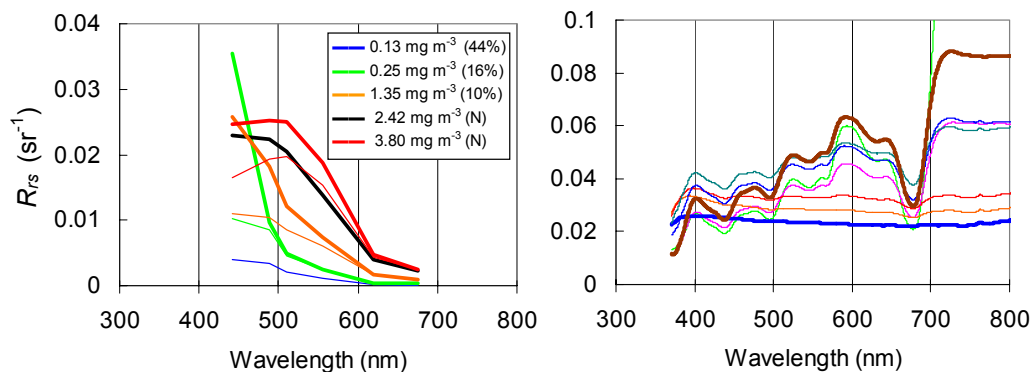 0.04
0.03
0.02
0.01
0
R_rs (sr⁻¹)
0.13 mg m⁻³ (44%)
0.25 mg m⁻³ (16%)
1.35 mg m⁻³ (10%)
2.42 mg m⁻³ (N)
3.80 mg m⁻³ (N)
300 400 500 600 700 800
Wavelength (nm)
0.1
0.08
0.06
0.04
0.02
0
300 400 500 600 700 800
Wavelength (nm)